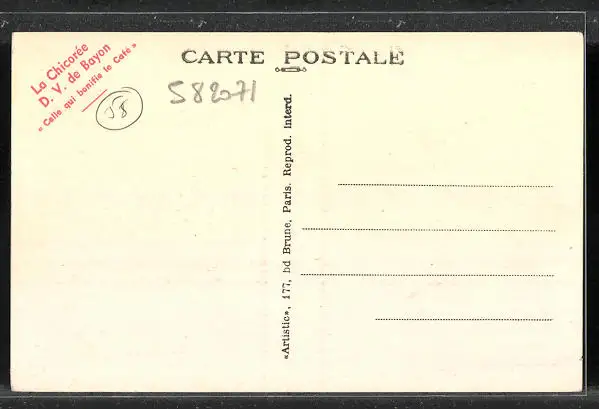 La Chicorée
D. V. de Bayon
« Celle qui bonifie le Café »
58
CARTE POSTALE
582071
«Artistic», 177, bd Brune, Paris. Reprod. interd.